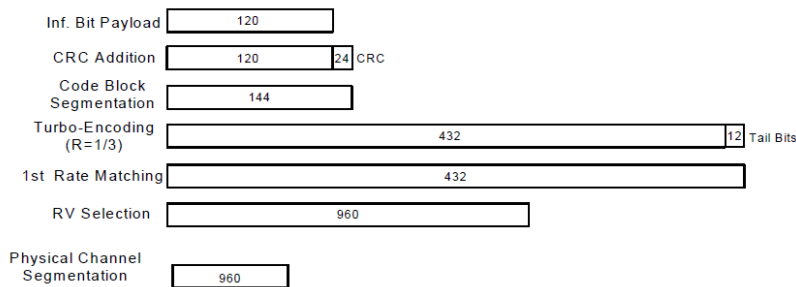 Inf. Bit Payload 120
CRC Addition 120 24 CRC
Code Block
Segmentation 144
Turbo-Encoding
(R=1/3) 432 12 Tail Bits
1st Rate Matching 432
RV Selection 960
Physical Channel
Segmentation 960